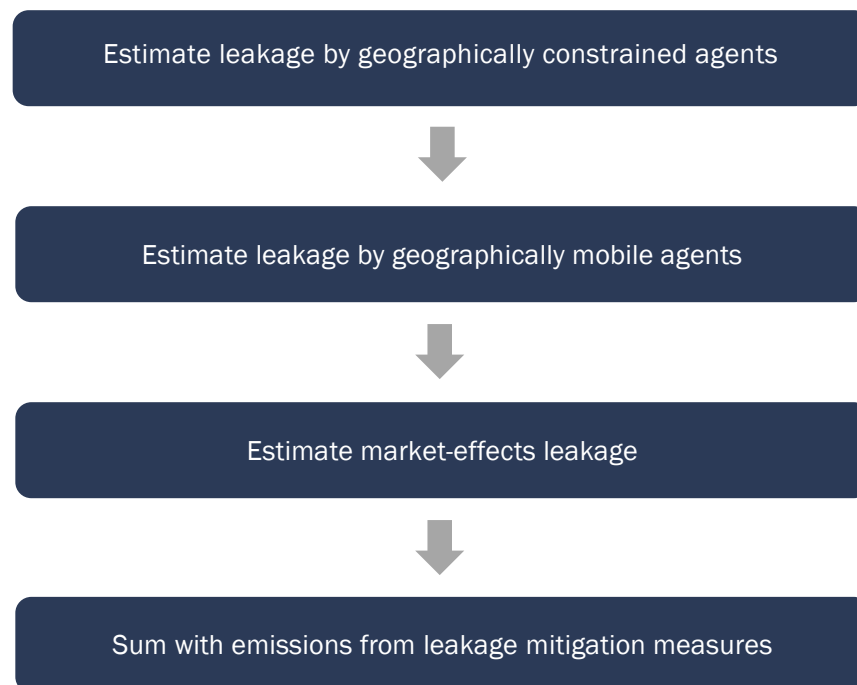 Estimate leakage by geographically constrained agents
Estimate leakage by geographically mobile agents
Estimate market-effects leakage
Sum with emissions from leakage mitigation measures